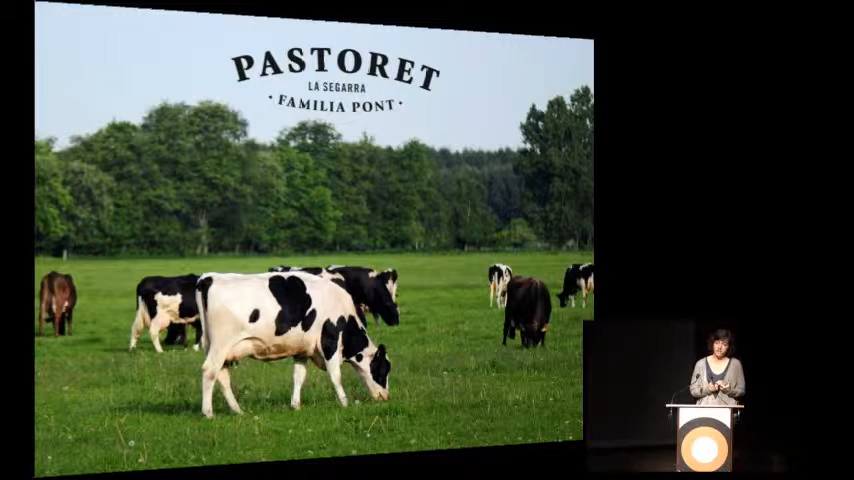 PASTORET
LA SEGARRA
· FAMILIA PONT ·